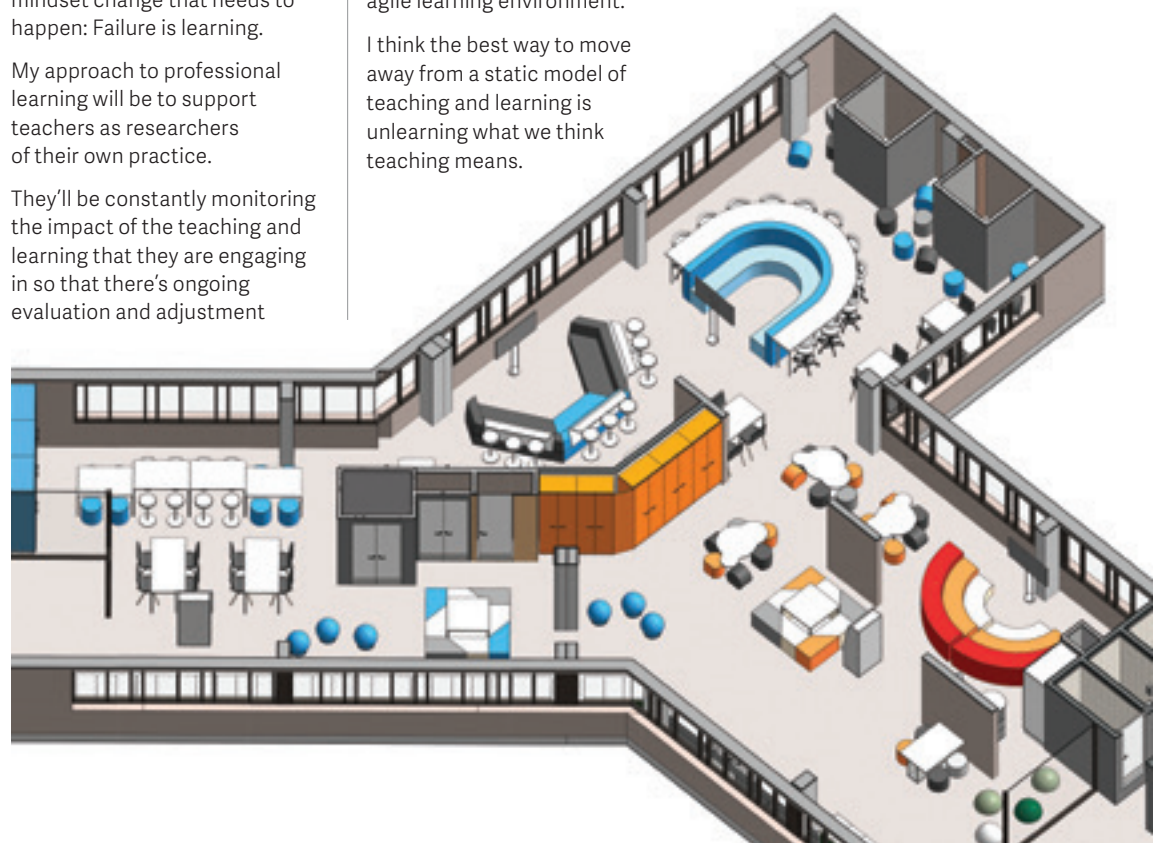 mindset change that needs to
happen: Failure is learning.
My approach to professional
learning will be to support
teachers as researchers
of their own practice.
They’ll be constantly monitoring
the impact of the teaching and
learning that they are engaging
in so that there’s ongoing
evaluation and adjustment
agile learning environment.
I think the best way to move
away from a static model of
teaching and learning is
unlearning what we think
teaching means.